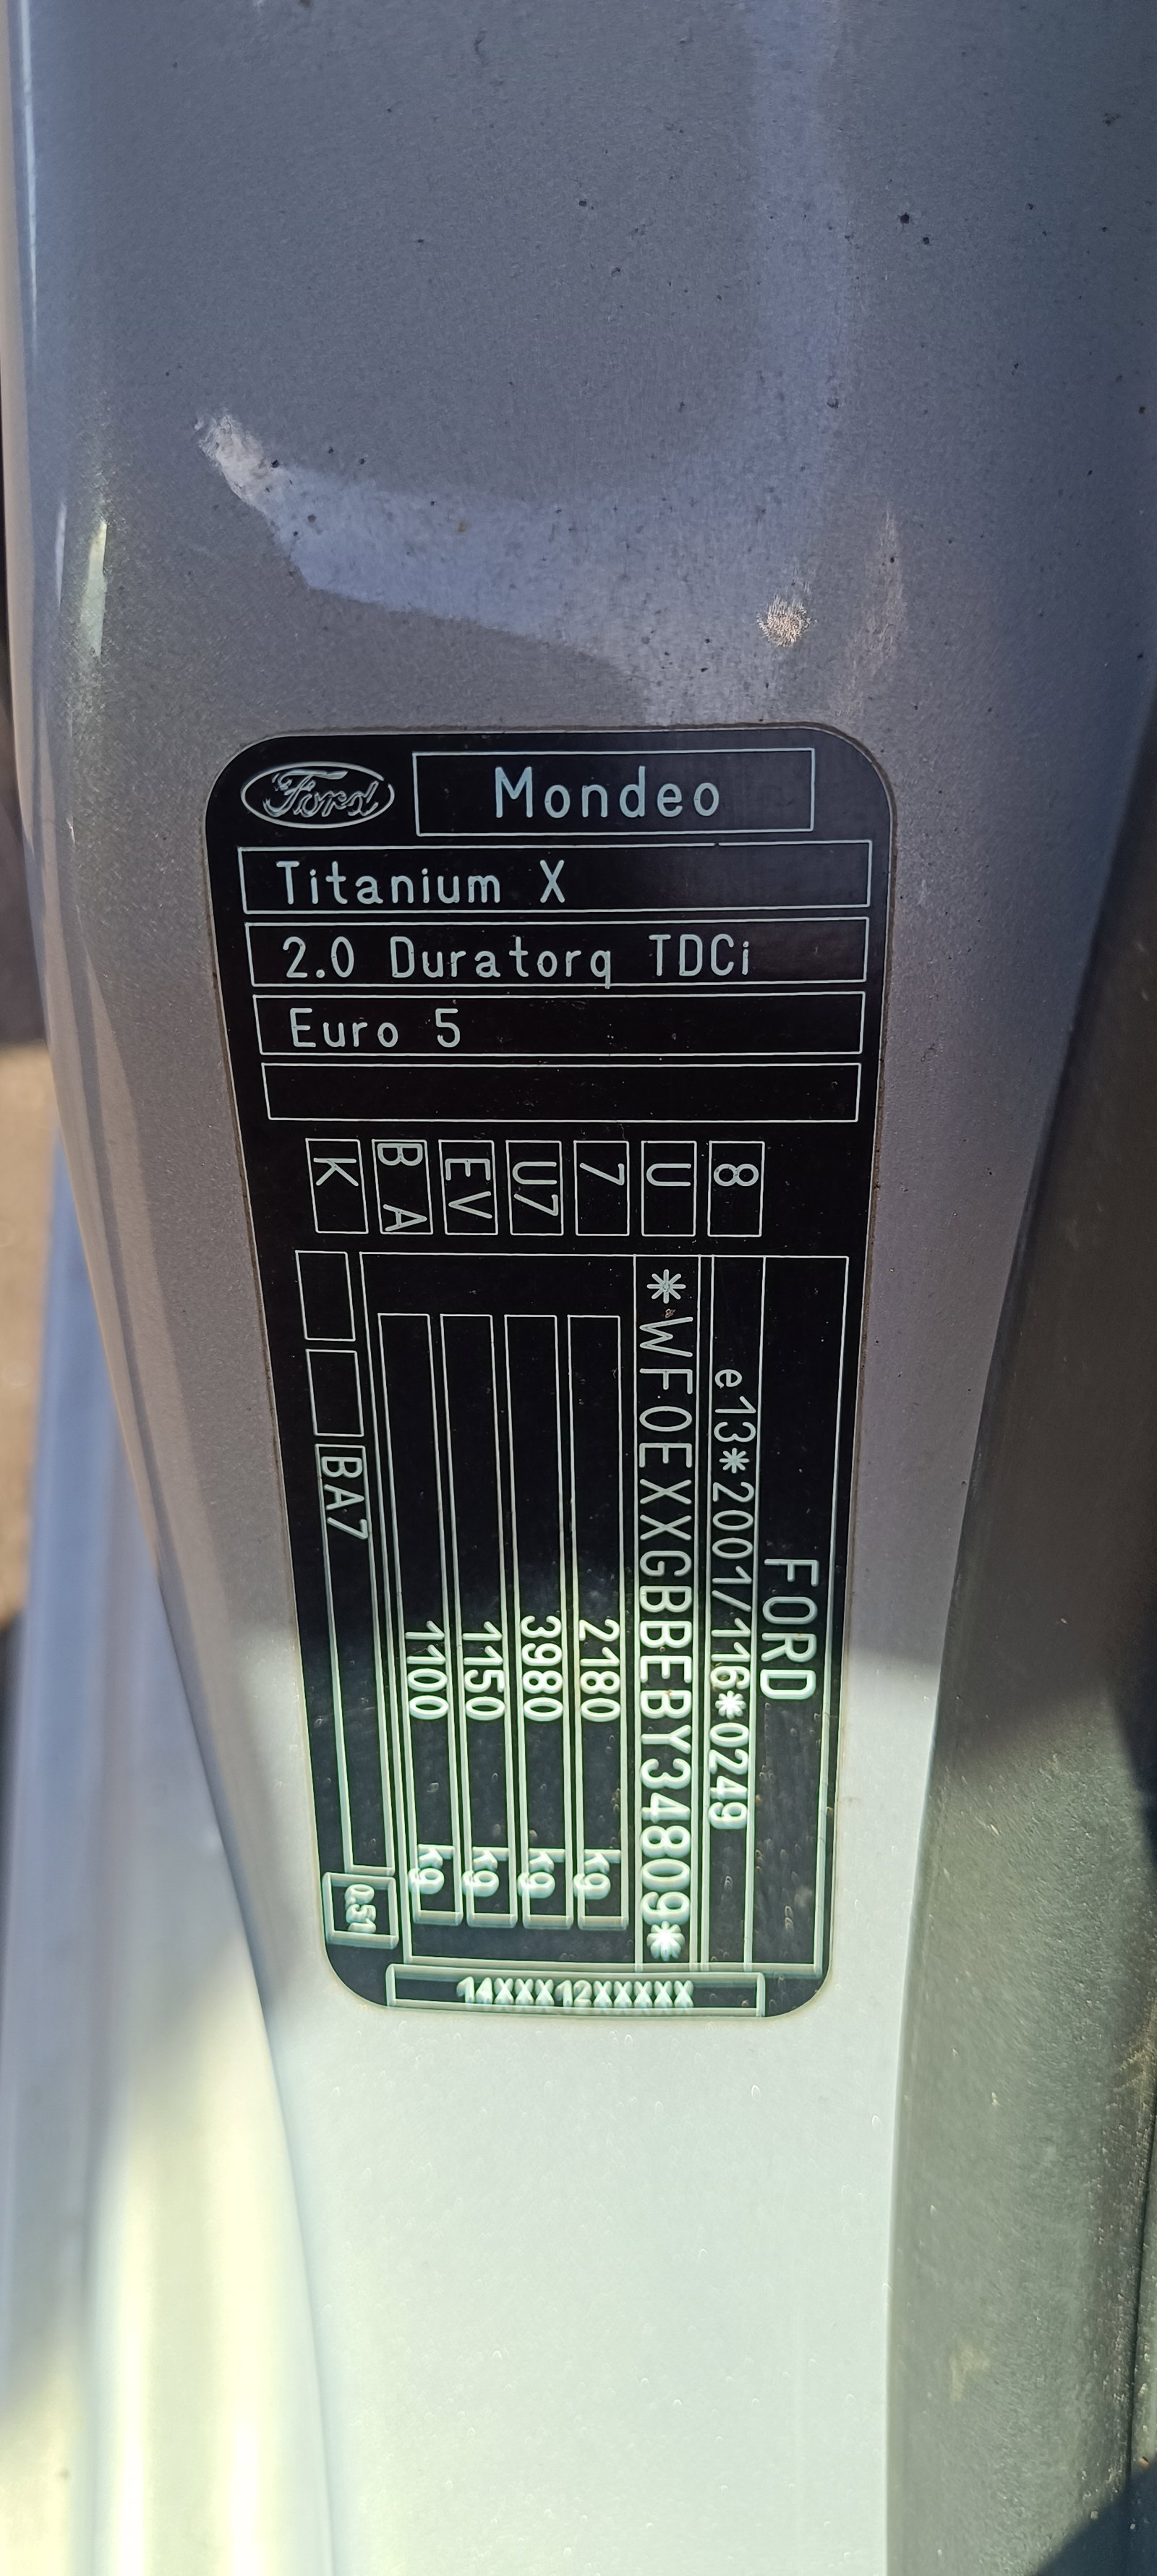 Ford
Mondeo
Titanium X
2.0 Duratorq TDCi
Euro 5
K
B A
EV
U7
7
U
8
FORD
e13*2001/116*0249
*WF0EXXGBBEBY34809*
2180 kg
3980 kg
1150 kg
1100 kg
BA7
0.51
14XXX12XXXXX